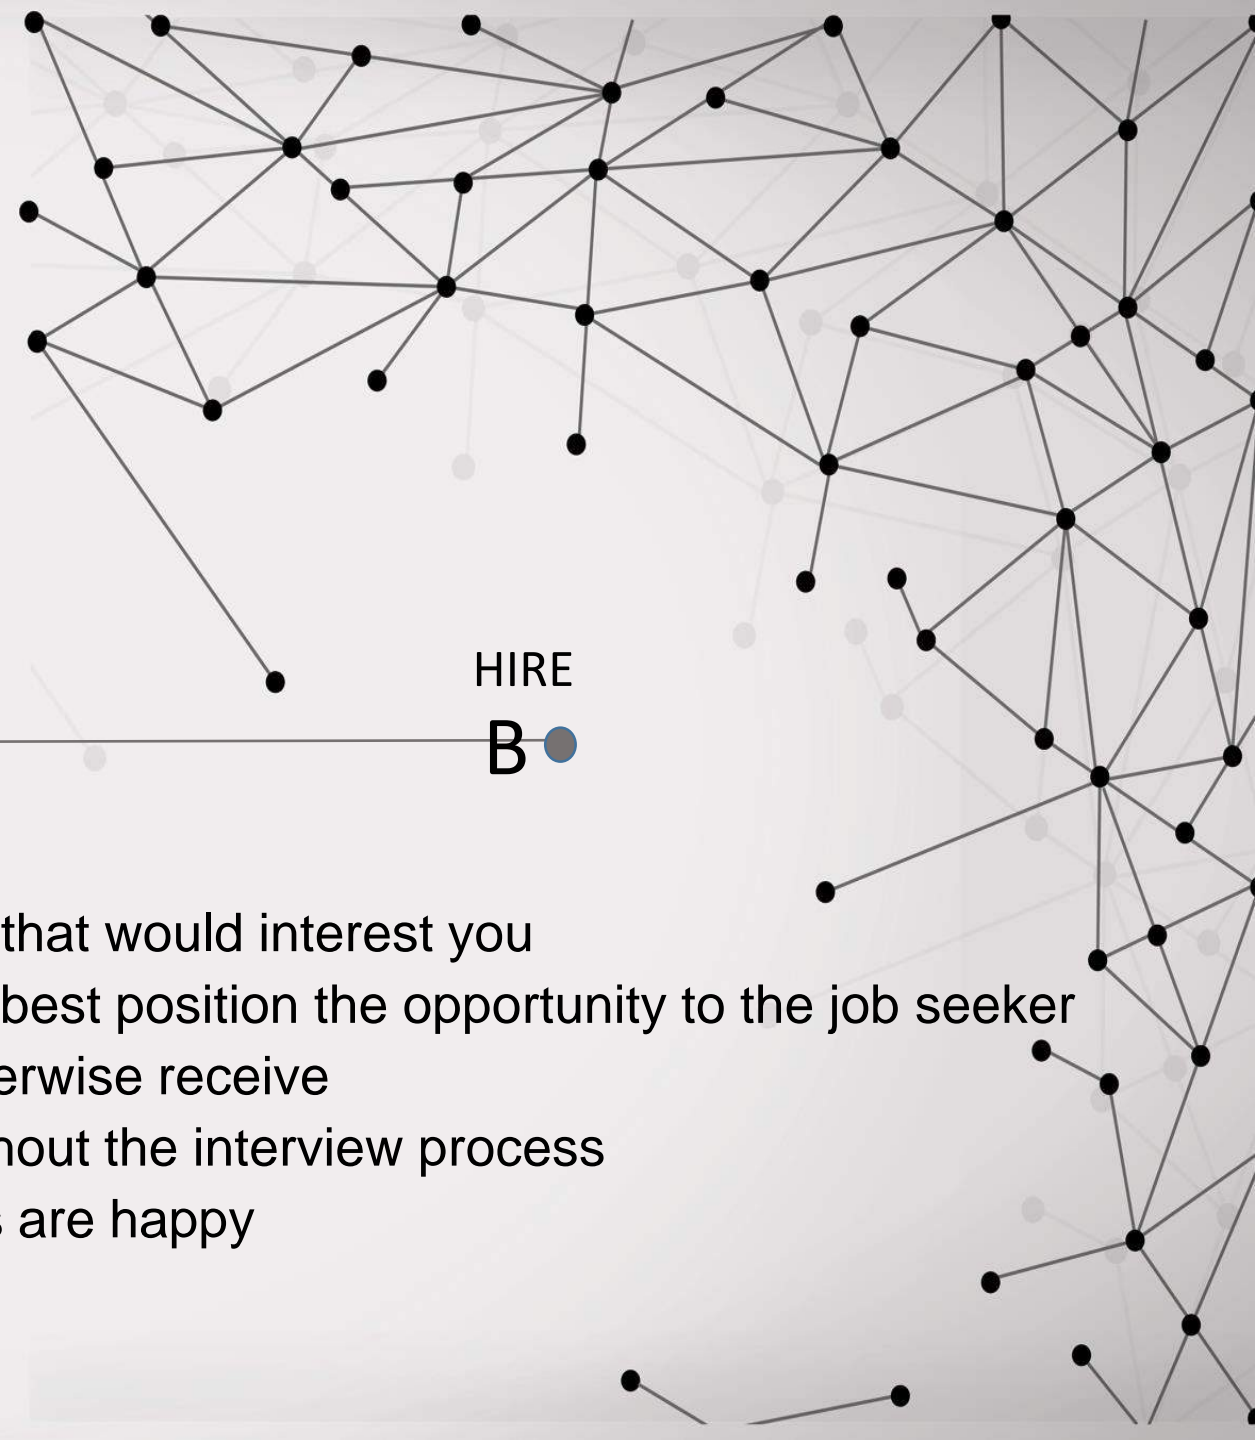 HIRE
B
that would interest you
best position the opportunity to the job seeker
erwise receive
hout the interview process
are happy